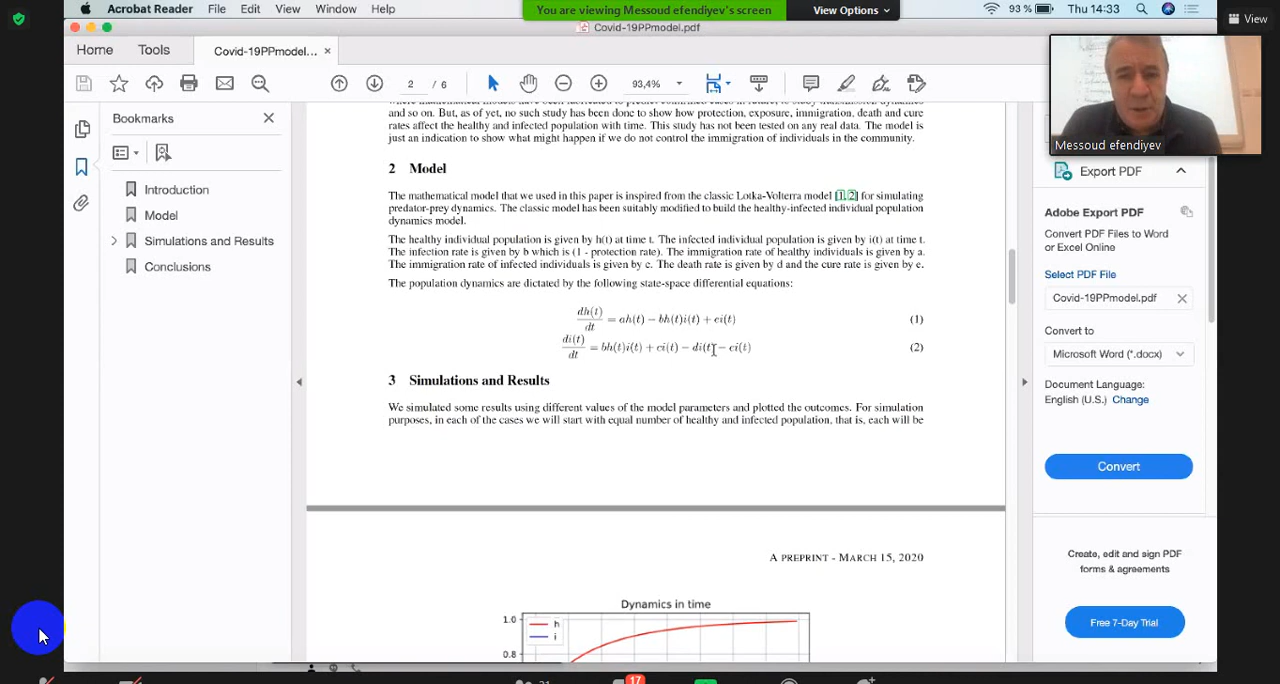 Acrobat Reader File Edit View Window Help
You are viewing Messoud efendiyev's screen
View Options
93 % Thu 14:33
View
Covid-19PPmodel.pdf
Home Tools Covid-19PPmodel... ×
2 / 6 93,4%
Messoud efendiyev
Bookmarks
Introduction
Model
Simulations and Results
Conclusions
and so on. But, as of yet, no such study has been done to show how protection, exposure, immigration, death and cure
rates affect the healthy and infected population with time. This study has not been tested on any real data. The model is
just an indication to show what might happen if we do not control the immigration of individuals in the community.
2 Model
The mathematical model that we used in this paper is inspired from the classic Lotka-Volterra model [1, 2] for simulating
predator-prey dynamics. The classic model has been suitably modified to build the healthy-infected individual population
dynamics model.
The healthy individual population is given by h(t) at time t. The infected individual population is given by i(t) at time t.
The infection rate is given by b which is (1 - protection rate). The immigration rate of healthy individuals is given by a.
The immigration rate of infected individuals is given by c. The death rate is given by d and the cure rate is given by e.
The population dynamics are dictated by the following state-space differential equations:
dh(t)/dt = ah(t) − bh(t)i(t) + ei(t) (1)
di(t)/dt = bh(t)i(t) + ci(t) − di(t) − ei(t) (2)
3 Simulations and Results
We simulated some results using different values of the model parameters and plotted the outcomes. For simulation
purposes, in each of the cases we will start with equal number of healthy and infected population, that is, each will be
A PREPRINT - MARCH 15, 2020
Dynamics in time
1.0
h
i
0.8
Export PDF
Adobe Export PDF
Convert PDF Files to Word
or Excel Online
Select PDF File
Covid-19PPmodel.pdf
Convert to
Microsoft Word (*.docx)
Document Language:
English (U.S.) Change
Convert
Create, edit and sign PDF
forms & agreements
Free 7-Day Trial
17